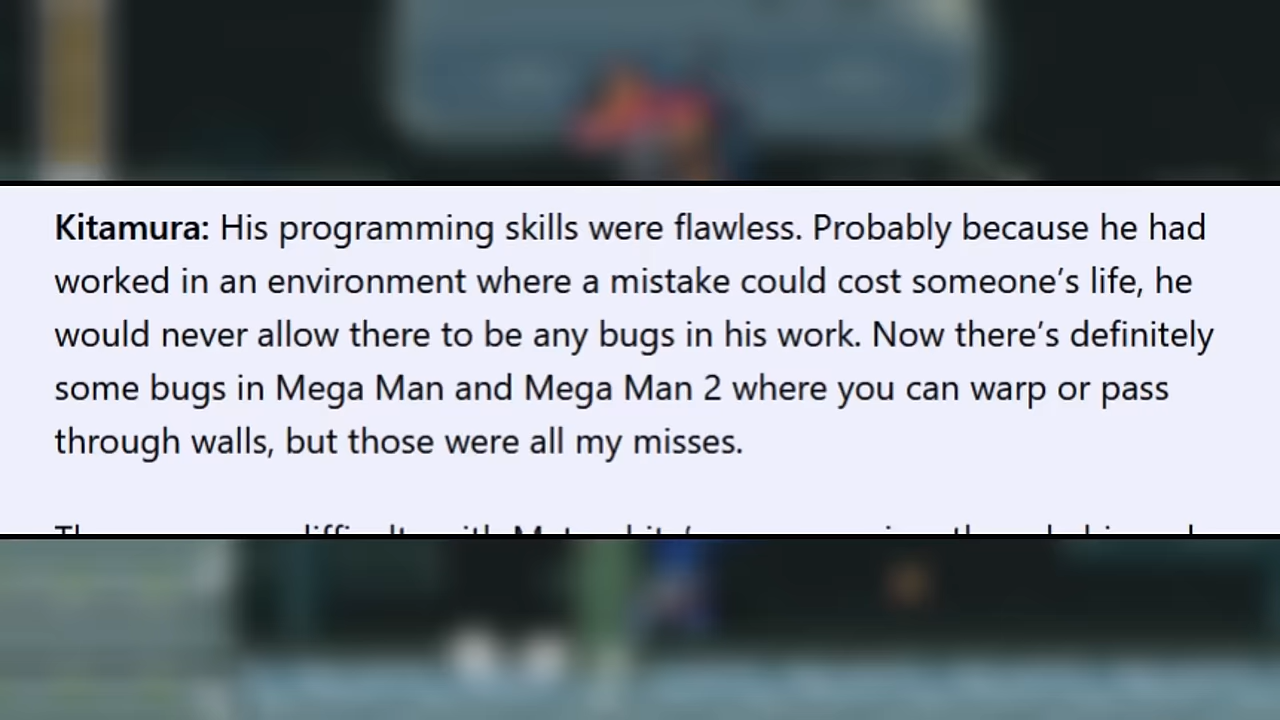 Kitamura: His programming skills were flawless. Probably because he had
worked in an environment where a mistake could cost someone’s life, he
would never allow there to be any bugs in his work. Now there’s definitely
some bugs in Mega Man and Mega Man 2 where you can warp or pass
through walls, but those were all my misses.